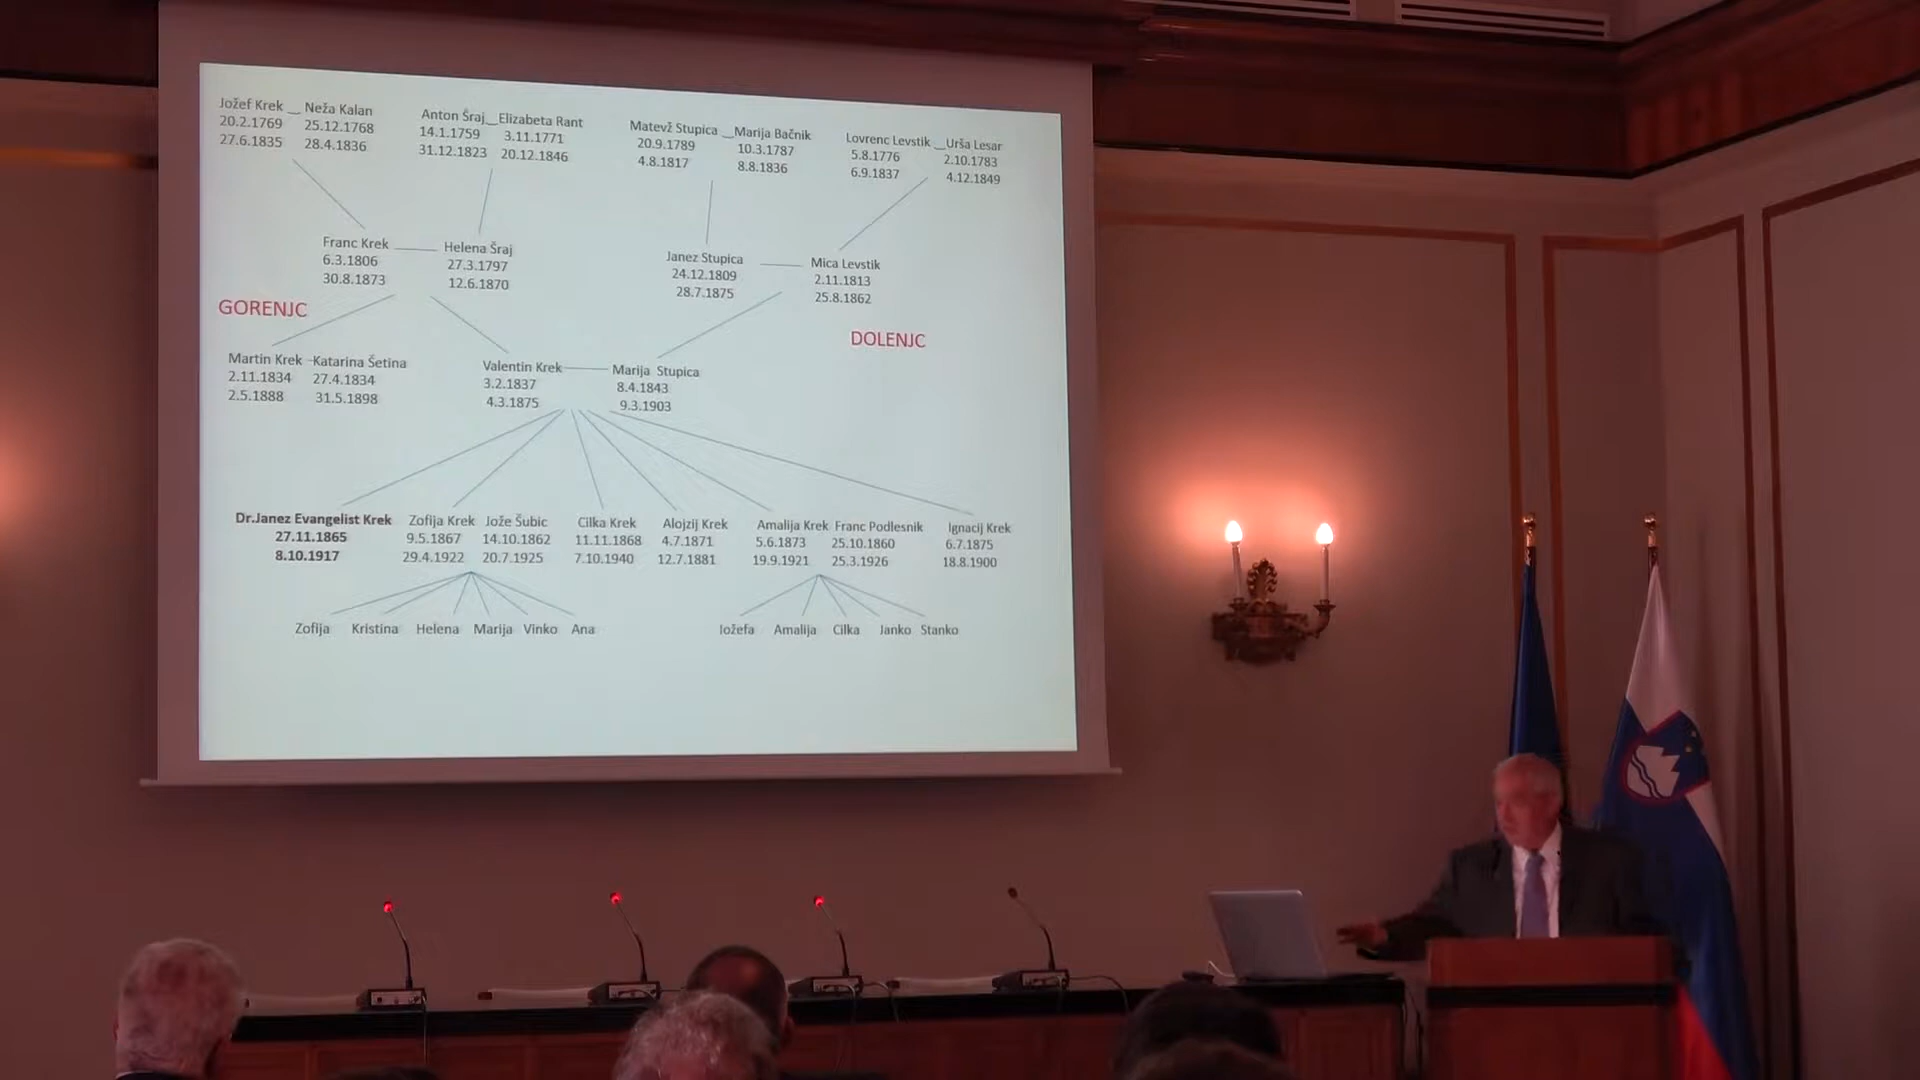 Jožef Krek __ Neža Kalan
20.2.1769 25.12.1768
27.6.1835 28.4.1836
Anton Šraj__Elizabeta Rant
14.1.1759 3.11.1771
31.12.1823 20.12.1846
Matevž Stupica __Marija Bačnik
20.9.1789 10.3.1787
4.8.1817 8.8.1836
Lovrenc Levstik __Urša Lesar
5.8.1776 2.10.1783
6.9.1837 4.12.1849
Franc Krek
6.3.1806
30.8.1873
Helena Šraj
27.3.1797
12.6.1870
Janez Stupica
24.12.1809
28.7.1875
Mica Levstik
2.11.1813
25.8.1862
GORENJC
DOLENJC
Martin Krek -Katarina Šetina
2.11.1834 27.4.1834
2.5.1888 31.5.1898
Valentin Krek
3.2.1837
4.3.1875
Marija Stupica
8.4.1843
9.3.1903
Dr.Janez Evangelist Krek
27.11.1865
8.10.1917
Zofija Krek Jože Šubic
9.5.1867 14.10.1862
29.4.1922 20.7.1925
Cilka Krek
11.11.1868
7.10.1940
Alojzij Krek
4.7.1871
12.7.1881
Amalija Krek Franc Podlesnik
5.6.1873 25.10.1860
19.9.1921 25.3.1926
Ignacij Krek
6.7.1875
18.8.1900
Zofija Kristina Helena Marija Vinko Ana
Jožefa Amalija Cilka Janko Stanko